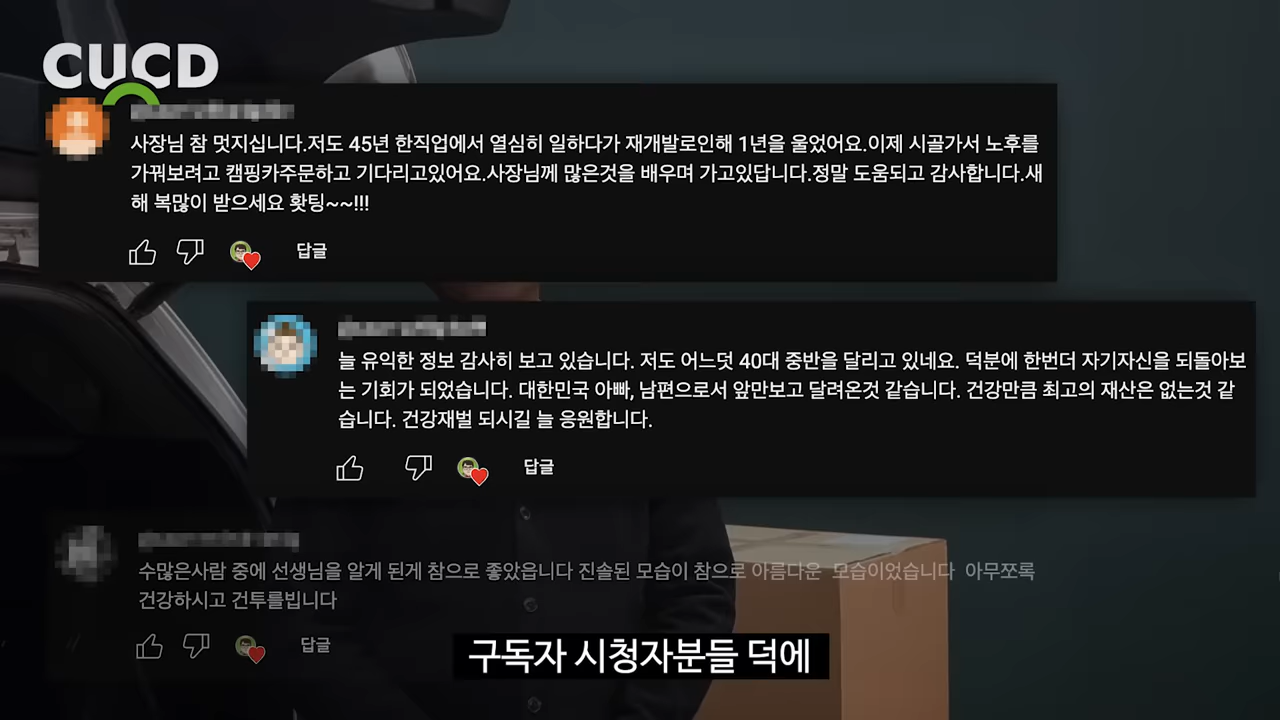 CUCD
사장님 참 멋지십니다.저도 45년 한직업에서 열심히 일하다가 재개발로인해 1년을 울었어요.이제 시골가서 노후를
가꿔보려고 캠핑카주문하고 기다리고있어요.사장님께 많은것을 배우며 가고있답니다.정말 도움되고 감사합니다.새
해 복많이 받으세요 홧팅~~!!!
답글
늘 유익한 정보 감사히 보고 있습니다. 저도 어느덧 40대 중반을 달리고 있네요. 덕분에 한번더 자기자신을 되돌아보
는 기회가 되었습니다. 대한민국 아빠, 남편으로서 앞만보고 달려온것 같습니다. 건강만큼 최고의 재산은 없는것 같
습니다. 건강재벌 되시길 늘 응원합니다.
답글
수많은사람 중에 선생님을 알게 된게 참으로 좋았읍니다 진솔된 모습이 참으로 아름다운 모습이었습니다 아무쪼록
건강하시고 건투를빕니다
답글
구독자 시청자분들 덕에